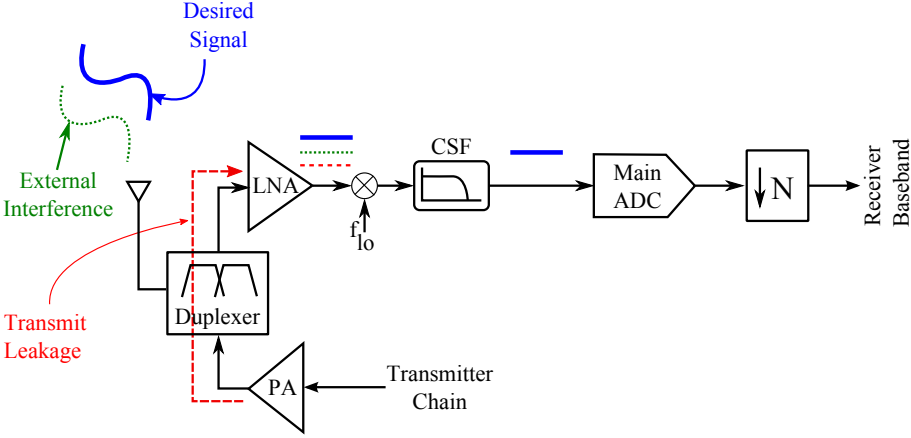 Desired
Signal
External
Interference
LNA
f lo
CSF
Main
ADC
N
Receiver
Baseband
Duplexer
Transmit
Leakage
PA
Transmitter
Chain